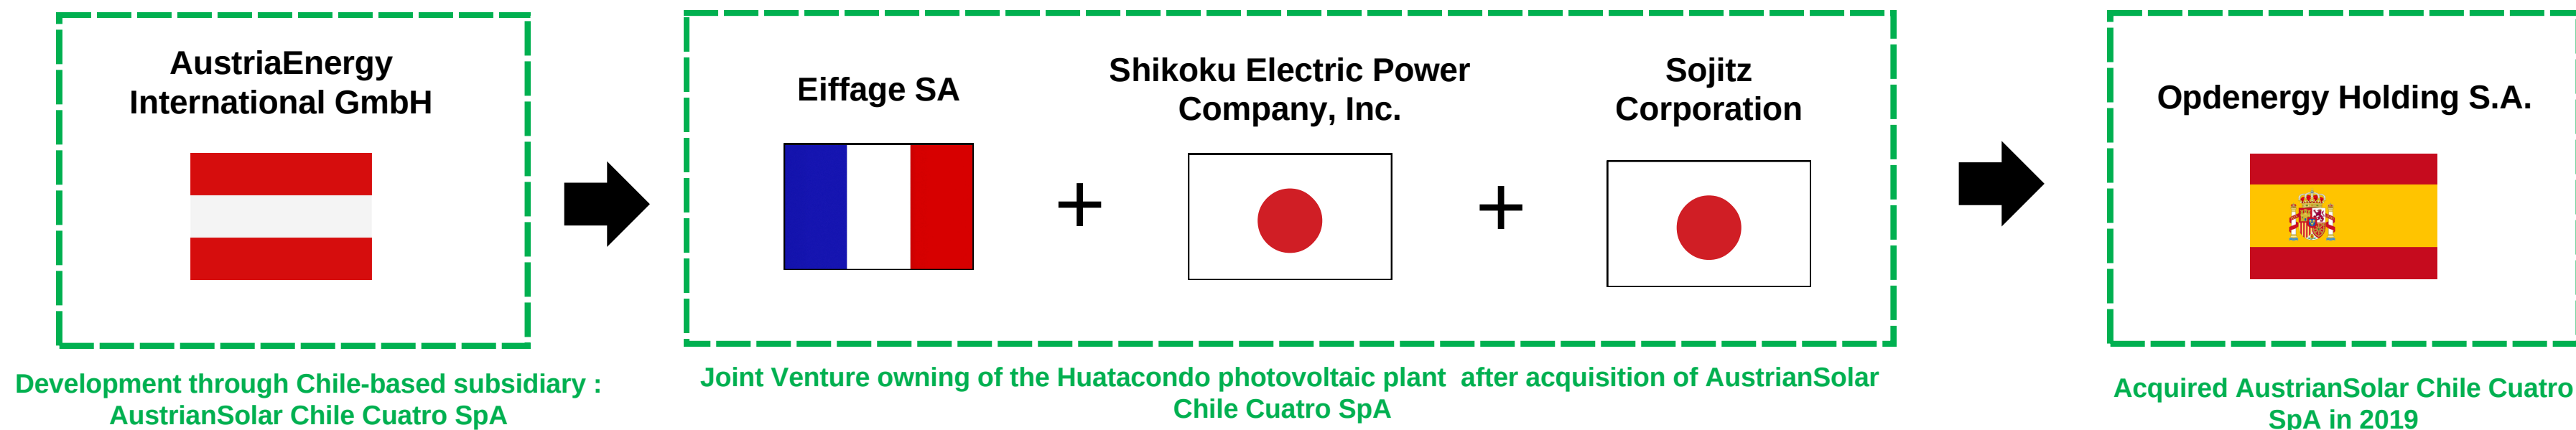 AustriaEnergy
International GmbH
Eiffage SA
Shikoku Electric Power
Company, Inc.
Sojitz
Corporation
Opdenergy Holding S.A.
+
+
Development through Chile-based subsidiary :
AustrianSolar Chile Cuatro SpA
Joint Venture owning of the Huatacondo photovoltaic plant after acquisition of AustrianSolar
Chile Cuatro SpA
Acquired AustrianSolar Chile Cuatro
SpA in 2019